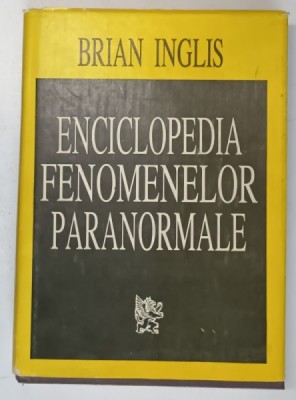 BRIAN INGLIS
ENCICLOPEDIA
FENOMENELOR
PARANORMALE